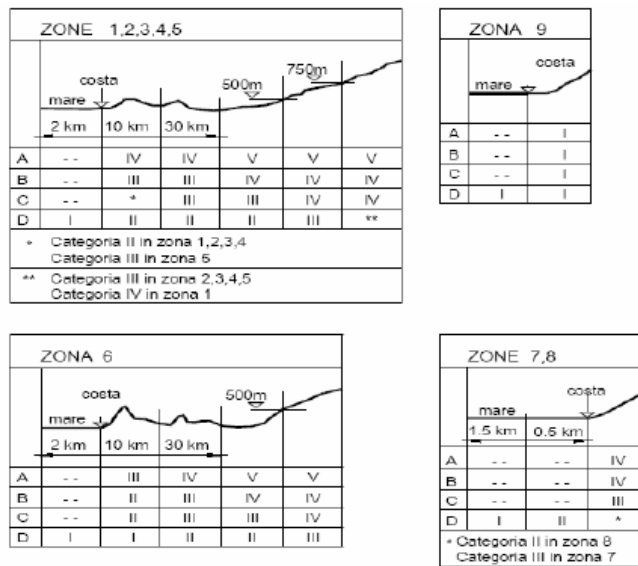 ZONE 1,2,3,4,5
costa
500m
750m
mare
2 km 10 km 30 km
A -- IV IV V V V
B -- III III IV IV IV
C -- * III III IV IV
D I II II II III **
* Categoria II in zona 1,2,3,4
Categoria III in zona 5
** Categoria III in zona 2,3,4,5
Categoria IV in zona 1
ZONA 9
costa
mare
A -- I
B -- I
C -- I
D I I
ZONA 6
costa
500m
mare
2 km 10 km 30 km
A -- III IV V V
B -- II III IV IV
C -- II III III IV
D I I II II III
ZONE 7,8
costa
mare
1.5 km 0.5 km
A -- -- IV
B -- -- IV
C -- -- III
D I II *
* Categoria II in zona 8
Categoria III in zona 7